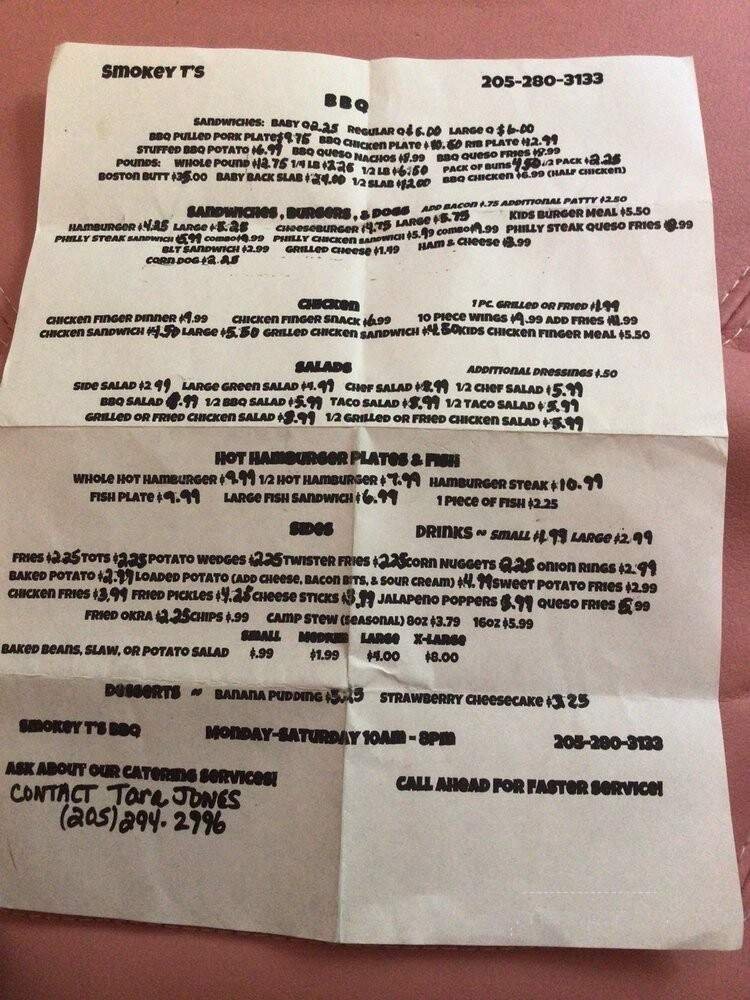 SMOKEY T'S 205-280-3133
BBQ
SANDWICHES: BABY Q 2.25 REGULAR Q $6.00 LARGE Q $6.00
BBQ PULLED PORK PLATE $9.75 BBQ CHICKEN PLATE $10.50 RIB PLATE $12.99
STUFFED BBQ POTATO $6.99 BBQ QUESO NACHOS $8.99 BBQ QUESO FRIES $8.99
POUNDS: WHOLE POUND $12.75 1/4 LB $3.25 1/2 LB $6.50 PACK OF BUNS 4.50 1/2 PACK $2.25
BOSTON BUTT $35.00 BABY BACK SLAB $24.00 1/2 SLAB $12.00 BBQ CHICKEN $6.99 (HALF CHICKEN)
SANDWICHES, BURGERS, & DOGS ADD BACON $.75 ADDITIONAL PATTY $2.50
HAMBURGER $4.25 LARGE $5.25 CHEESEBURGER $4.75 LARGE $5.75 KIDS BURGER MEAL $5.50
PHILLY STEAK SANDWICH $5.99 COMBO $9.99 PHILLY CHICKEN SANDWICH $5.99 COMBO $9.99 PHILLY STEAK QUESO FRIES $8.99
BLT SANDWICH $2.99 GRILLED CHEESE $1.49 HAM & CHEESE $3.99
CORN DOG $2.25
CHICKEN 1 PC. GRILLED OR FRIED $1.99
CHICKEN FINGER DINNER $9.99 CHICKEN FINGER SNACK $6.99 10 PIECE WINGS $9.99 ADD FRIES $11.99
CHICKEN SANDWICH $4.50 LARGE $5.50 GRILLED CHICKEN SANDWICH $4.50 KIDS CHICKEN FINGER MEAL $5.50
SALADS ADDITIONAL DRESSINGS $.50
SIDE SALAD $2.99 LARGE GREEN SALAD $4.99 CHEF SALAD $8.99 1/2 CHEF SALAD $5.99
BBQ SALAD 8.99 1/2 BBQ SALAD $5.99 TACO SALAD $8.99 1/2 TACO SALAD $5.99
GRILLED OR FRIED CHICKEN SALAD $8.99 1/2 GRILLED OR FRIED CHICKEN SALAD $5.99
HOT HAMBURGER PLATES & FISH
WHOLE HOT HAMBURGER $9.99 1/2 HOT HAMBURGER $7.99 HAMBURGER STEAK $10.99
FISH PLATE $9.99 LARGE FISH SANDWICH $6.99 1 PIECE OF FISH $2.25
SIDES DRINKS ~ SMALL $1.99 LARGE $2.99
FRIES $2.25 TOTS $2.25 POTATO WEDGES $2.25 TWISTER FRIES $2.25 CORN NUGGETS 2.25 ONION RINGS $2.99
BAKED POTATO $2.99 LOADED POTATO (ADD CHEESE, BACON BITS, & SOUR CREAM) $4.99 SWEET POTATO FRIES $2.99
CHICKEN FRIES $3.99 FRIED PICKLES $4.25 CHEESE STICKS $5.99 JALAPENO POPPERS 5.99 QUESO FRIES 5.99
FRIED OKRA $2.25 CHIPS $.99 CAMP STEW (SEASONAL) 8OZ $3.79 16OZ $5.99
SMALL MEDIUM LARGE X-LARGE
BAKED BEANS, SLAW, OR POTATO SALAD $.99 $1.99 $4.00 $8.00
DESSERTS ~ BANANA PUDDING $3.25 STRAWBERRY CHEESECAKE $3.25
SMOKEY T'S BBQ MONDAY-SATURDAY 10AM - 8PM 205-280-3133
ASK ABOUT OUR CATERING SERVICES! CALL AHEAD FOR FASTER SERVICE!
CONTACT Tara JONES
(205) 294-2996